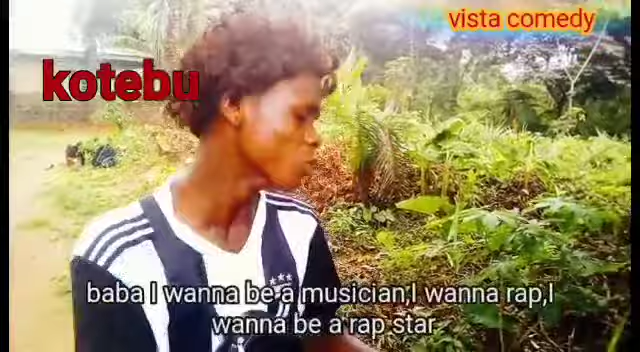 vista comedy
kotebu
baba I wanna be a musician,I wanna rap,I
wanna be a rap star